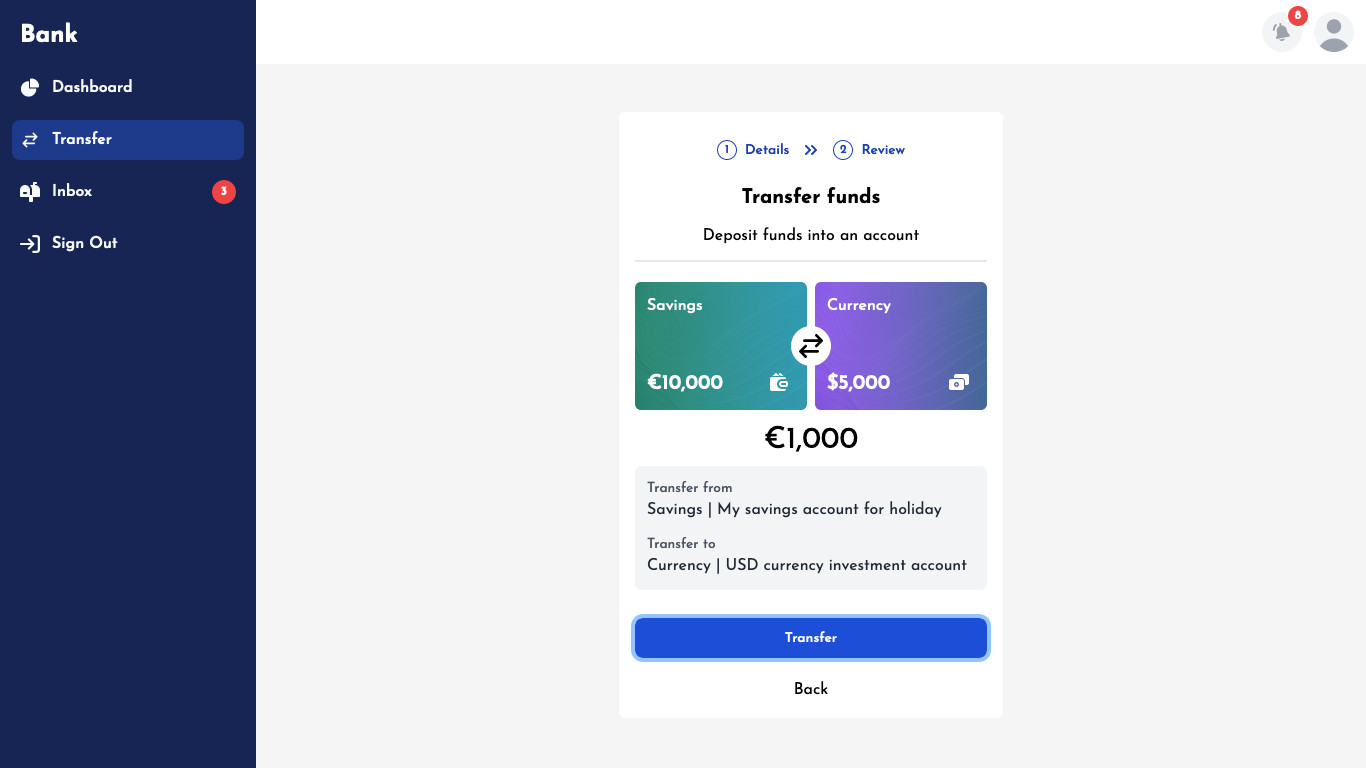 Bank
8
Dashboard
Transfer
Inbox 3
Sign Out
1 Details 2 Review
Transfer funds
Deposit funds into an account
Savings
€10,000
Currency
$5,000
€1,000
Transfer from
Savings | My savings account for holiday
Transfer to
Currency | USD currency investment account
Transfer
Back